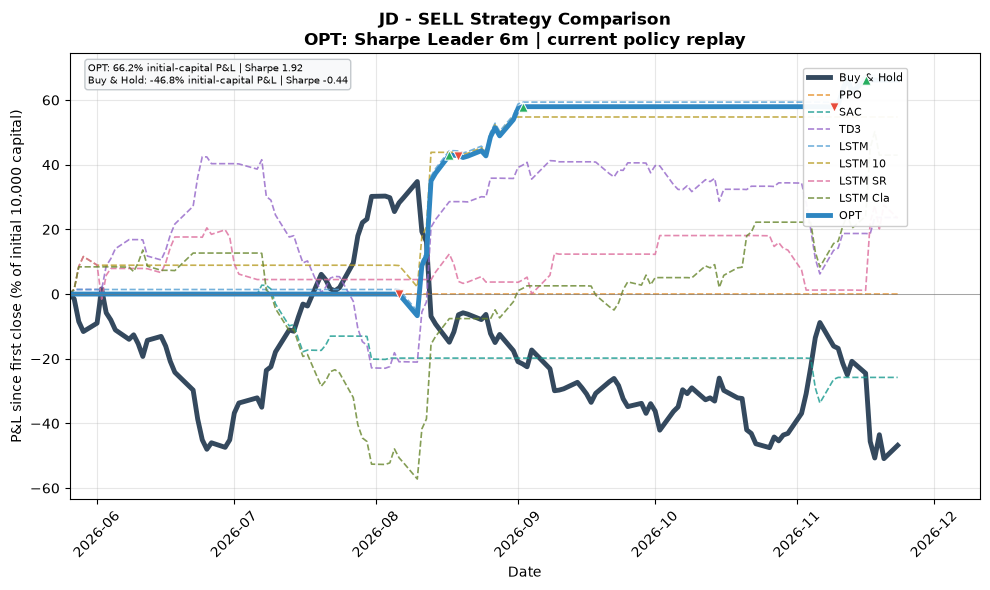 JD - SELL Strategy Comparison
OPT: Sharpe Leader 6m | current policy replay
OPT: 66.2% initial-capital P&L | Sharpe 1.92
Buy & Hold: -46.8% initial-capital P&L | Sharpe -0.44
Buy & Hold
PPO
SAC
TD3
LSTM
LSTM 10
LSTM SR
LSTM Cla
OPT
P&L since first close (% of initial 10,000 capital)
60
40
20
0
−20
−40
−60
2026-06
2026-07
2026-08
2026-09
2026-10
2026-11
2026-12
Date